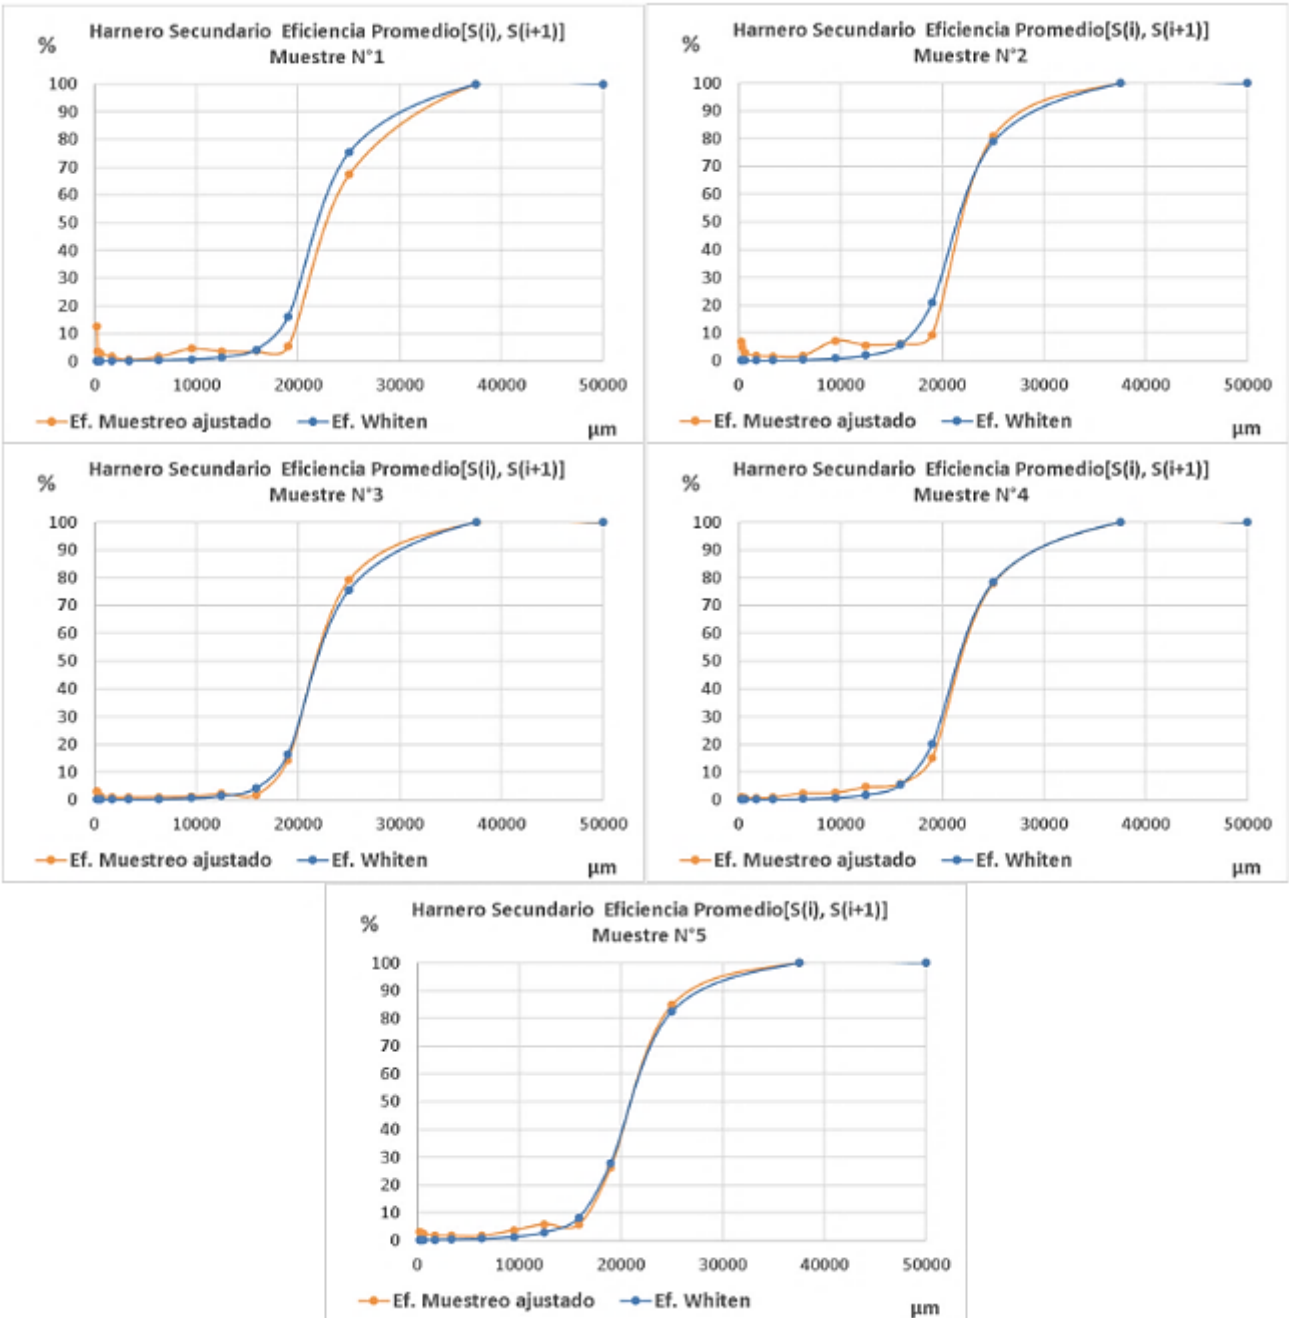 Harnero Secundario Eficiencia Promedio[S(i), S(i+1)]
Muestre N°1
%
100
90
80
70
60
50
40
30
20
10
0
0 10000 20000 30000 40000 50000
Ef. Muestreo ajustado Ef. Whiten
µm
Harnero Secundario Eficiencia Promedio[S(i), S(i+1)]
Muestre N°2
%
100
90
80
70
60
50
40
30
20
10
0
0 10000 20000 30000 40000 50000
Ef. Muestreo ajustado Ef. Whiten
µm
Harnero Secundario Eficiencia Promedio[S(i), S(i+1)]
Muestre N°3
%
100
90
80
70
60
50
40
30
20
10
0
0 10000 20000 30000 40000 50000
Ef. Muestreo ajustado Ef. Whiten
µm
Harnero Secundario Eficiencia Promedio[S(i), S(i+1)]
Muestre N°4
%
100
90
80
70
60
50
40
30
20
10
0
0 10000 20000 30000 40000 50000
Ef. Muestreo ajustado Ef. Whiten
µm
Harnero Secundario Eficiencia Promedio[S(i), S(i+1)]
Muestre N°5
%
100
90
80
70
60
50
40
30
20
10
0
0 10000 20000 30000 40000 50000
Ef. Muestreo ajustado Ef. Whiten
µm